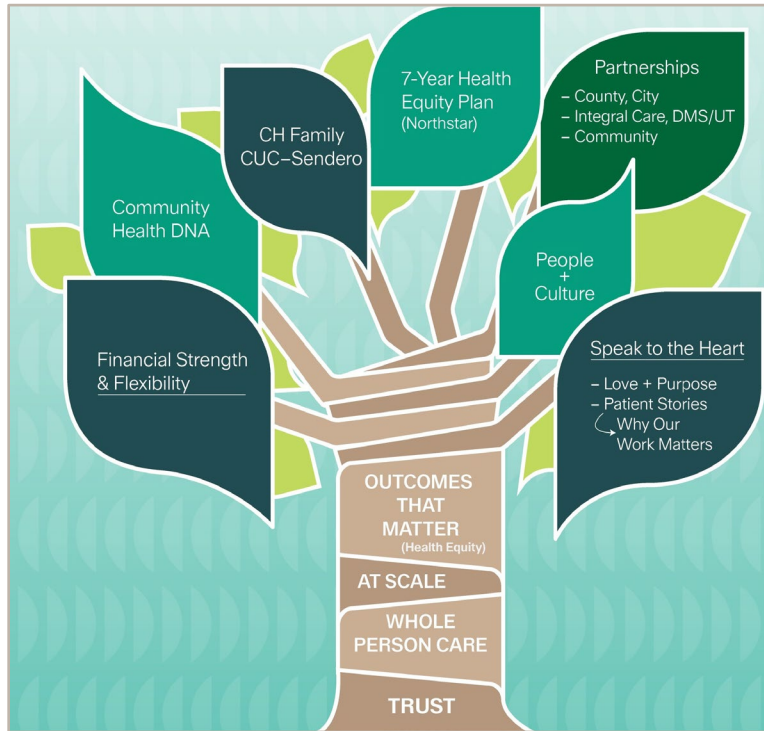 7-Year Health
Equity Plan
(Northstar)
Partnerships
– County, City
– Integral Care, DMS/UT
– Community
CH Family
CUC–Sendero
Community
Health DNA
People
+
Culture
Financial Strength
& Flexibility
Speak to the Heart
– Love + Purpose
– Patient Stories
Why Our
Work Matters
OUTCOMES
THAT
MATTER
(Health Equity)
AT SCALE
WHOLE
PERSON CARE
TRUST